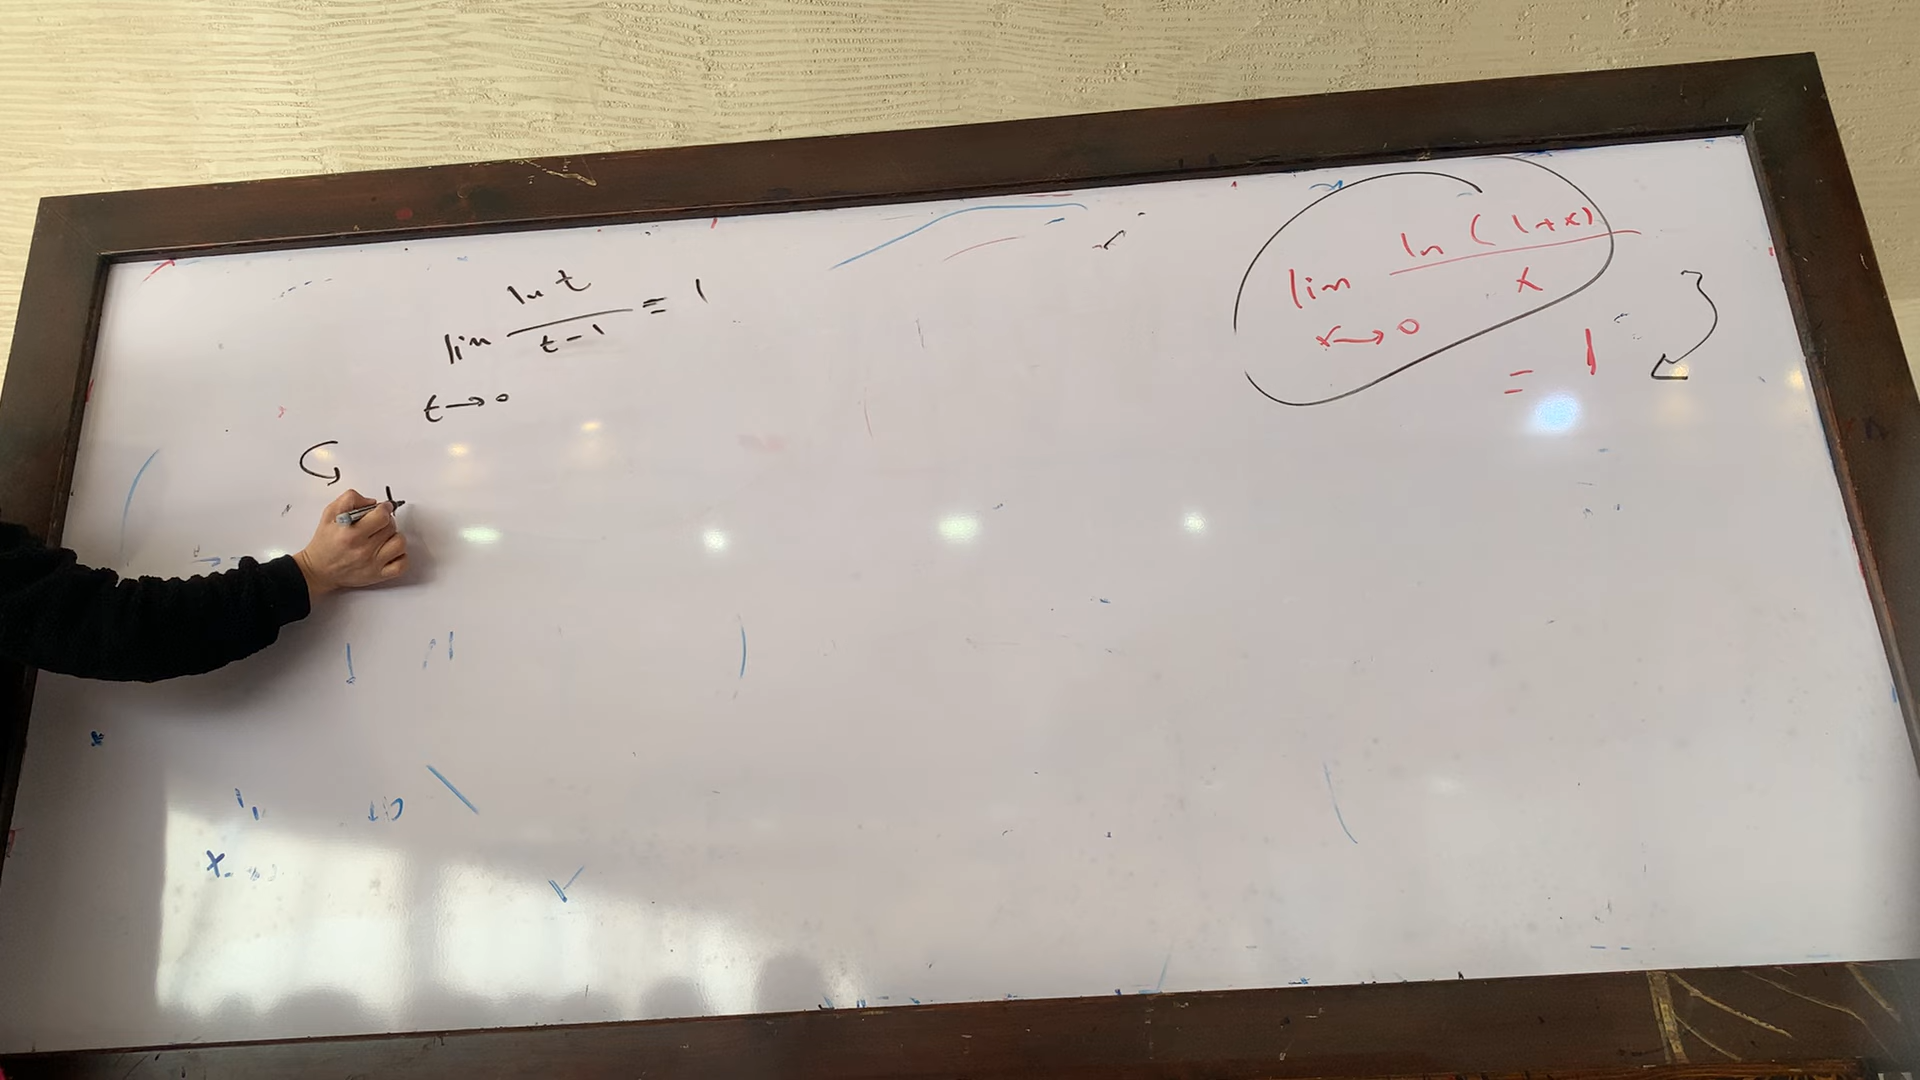 lim ln t / t - 1 = 1
t → 0
lim ln (1+x) / x
x → 0
= 1
t
x